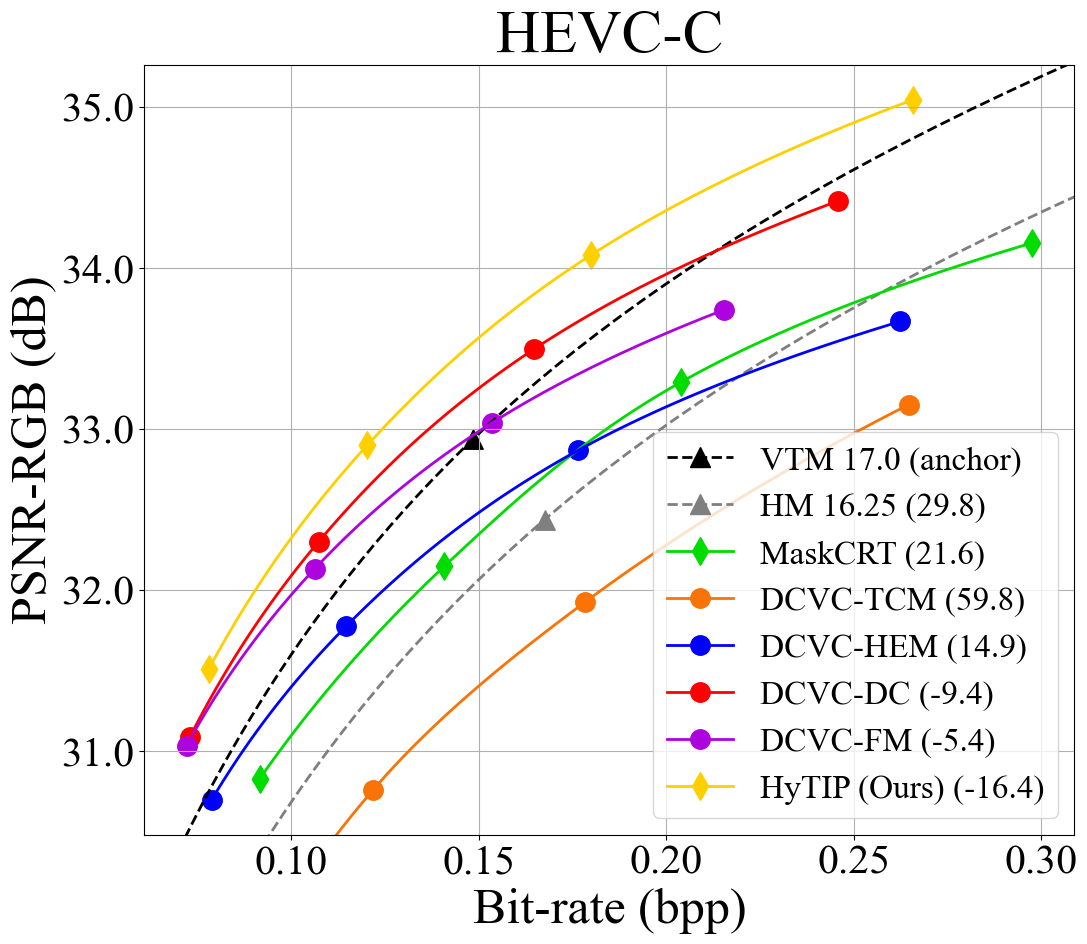 HEVC-C
PSNR-RGB (dB)
35.0
34.0
33.0
32.0
31.0
VTM 17.0 (anchor)
HM 16.25 (29.8)
MaskCRT (21.6)
DCVC-TCM (59.8)
DCVC-HEM (14.9)
DCVC-DC (-9.4)
DCVC-FM (-5.4)
HyTIP (Ours) (-16.4)
0.10 0.15 0.20 0.25 0.30
Bit-rate (bpp)